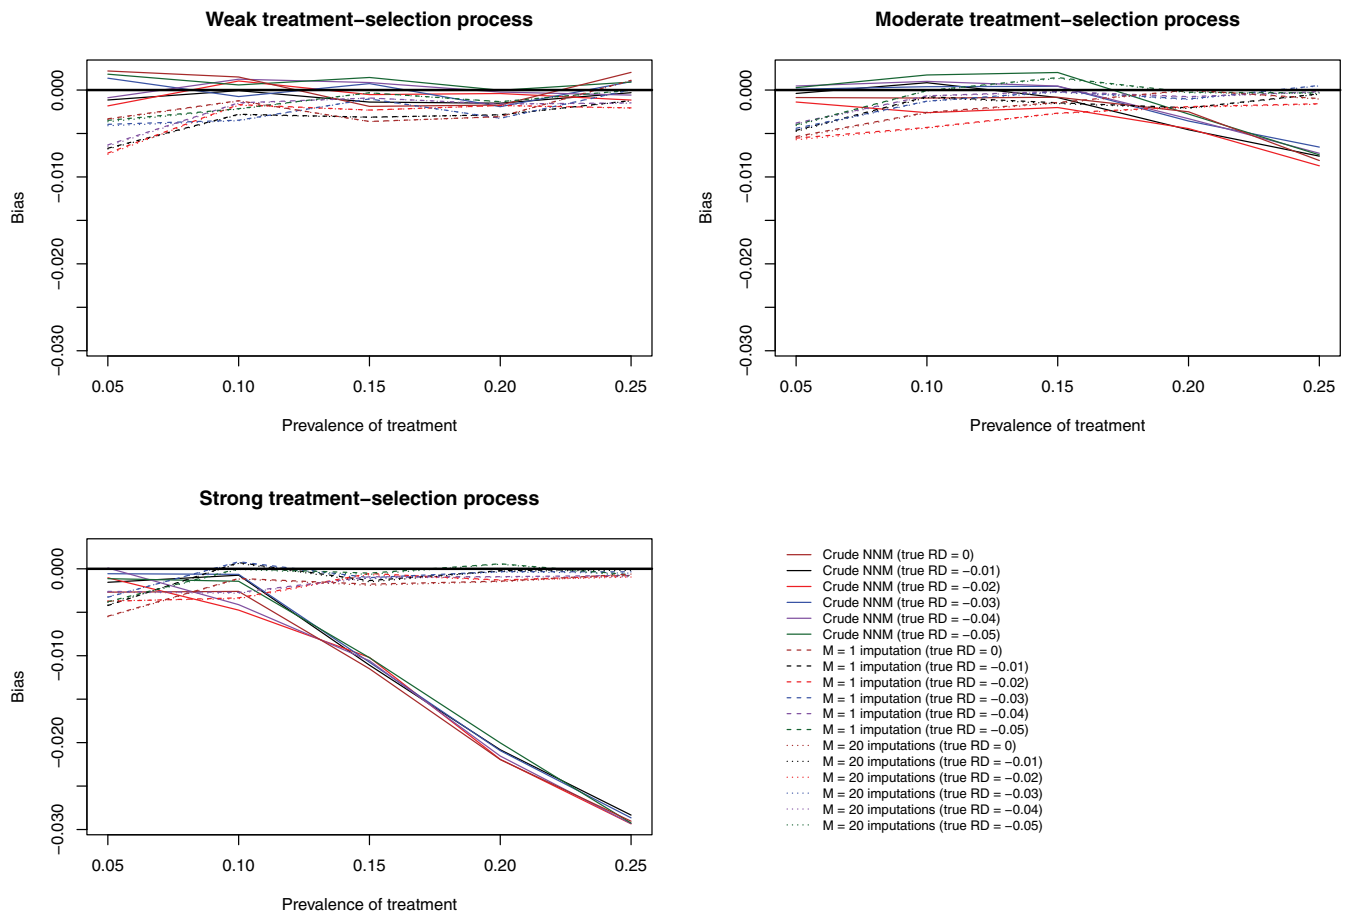 Weak treatment−selection process
Bias
0.000
−0.010
−0.020
−0.030
0.05 0.10 0.15 0.20 0.25
Prevalence of treatment
Moderate treatment−selection process
Bias
0.000
−0.010
−0.020
−0.030
0.05 0.10 0.15 0.20 0.25
Prevalence of treatment
Strong treatment−selection process
Bias
0.000
−0.010
−0.020
−0.030
0.05 0.10 0.15 0.20 0.25
Prevalence of treatment
Crude NNM (true RD = 0)
Crude NNM (true RD = −0.01)
Crude NNM (true RD = −0.02)
Crude NNM (true RD = −0.03)
Crude NNM (true RD = −0.04)
Crude NNM (true RD = −0.05)
M = 1 imputation (true RD = 0)
M = 1 imputation (true RD = −0.01)
M = 1 imputation (true RD = −0.02)
M = 1 imputation (true RD = −0.03)
M = 1 imputation (true RD = −0.04)
M = 1 imputation (true RD = −0.05)
M = 20 imputations (true RD = 0)
M = 20 imputations (true RD = −0.01)
M = 20 imputations (true RD = −0.02)
M = 20 imputations (true RD = −0.03)
M = 20 imputations (true RD = −0.04)
M = 20 imputations (true RD = −0.05)